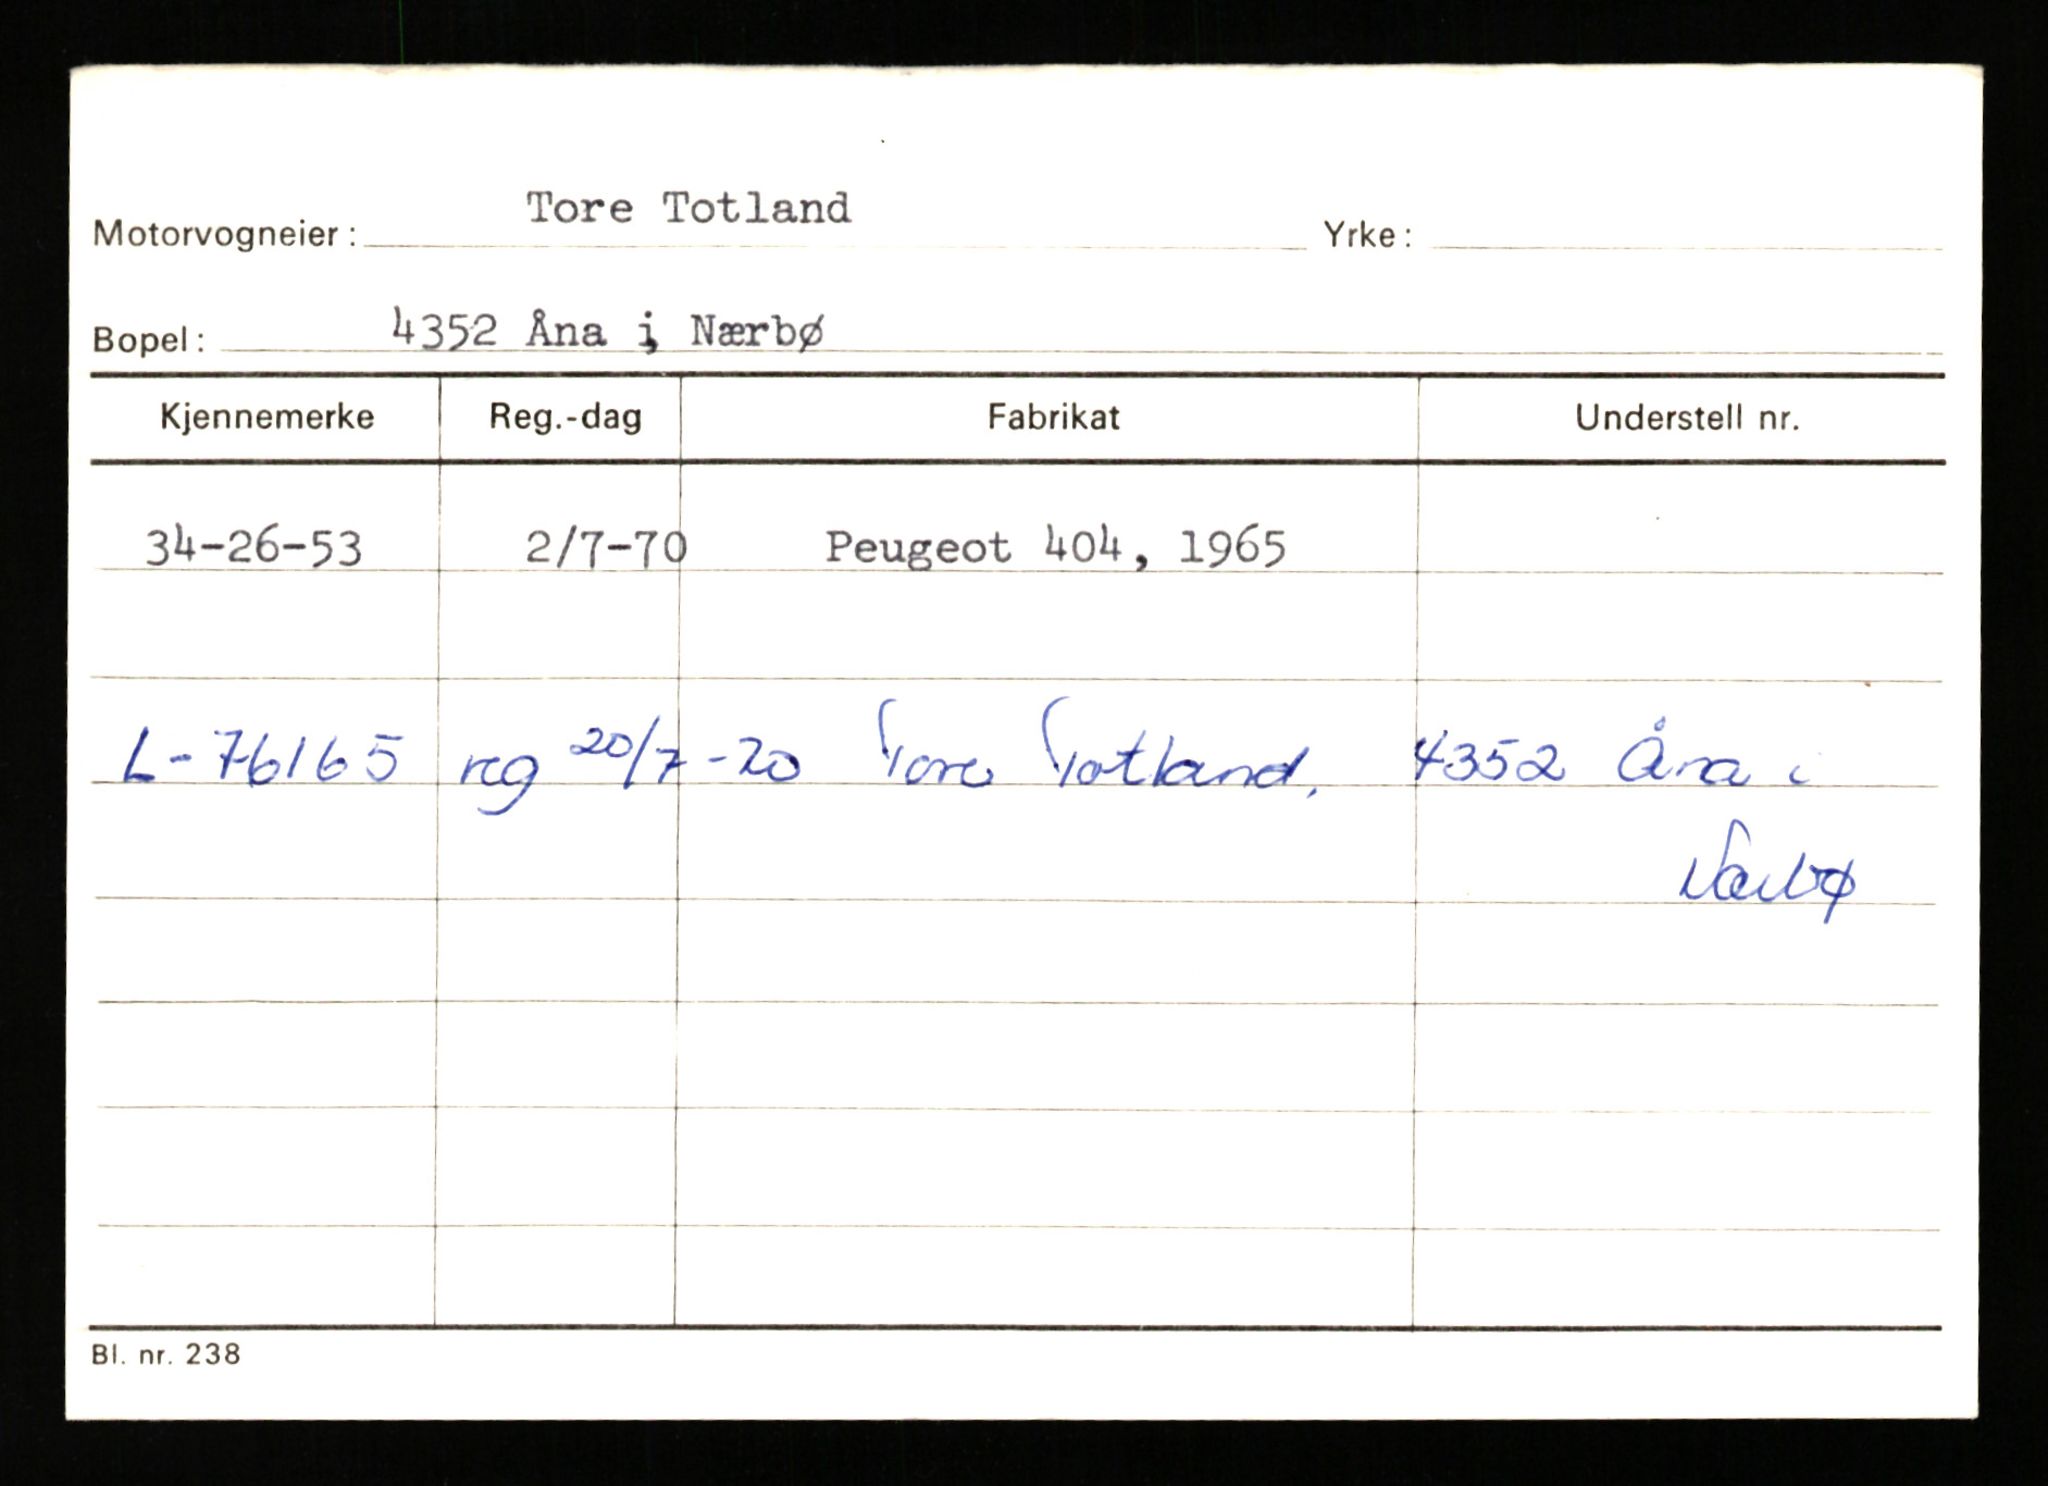 Motorvogneier: Tore Totland Yrke:
Bopel: 4352 Åna i, Nærbø
Kjennemerke Reg.-dag Fabrikat Understell nr.
34-26-53 2/7-70 Peugeot 404, 1965
L-76165 reg 20/7-70 Tore Totland, 4352 Åna i
Nærbø
Bl. nr. 238